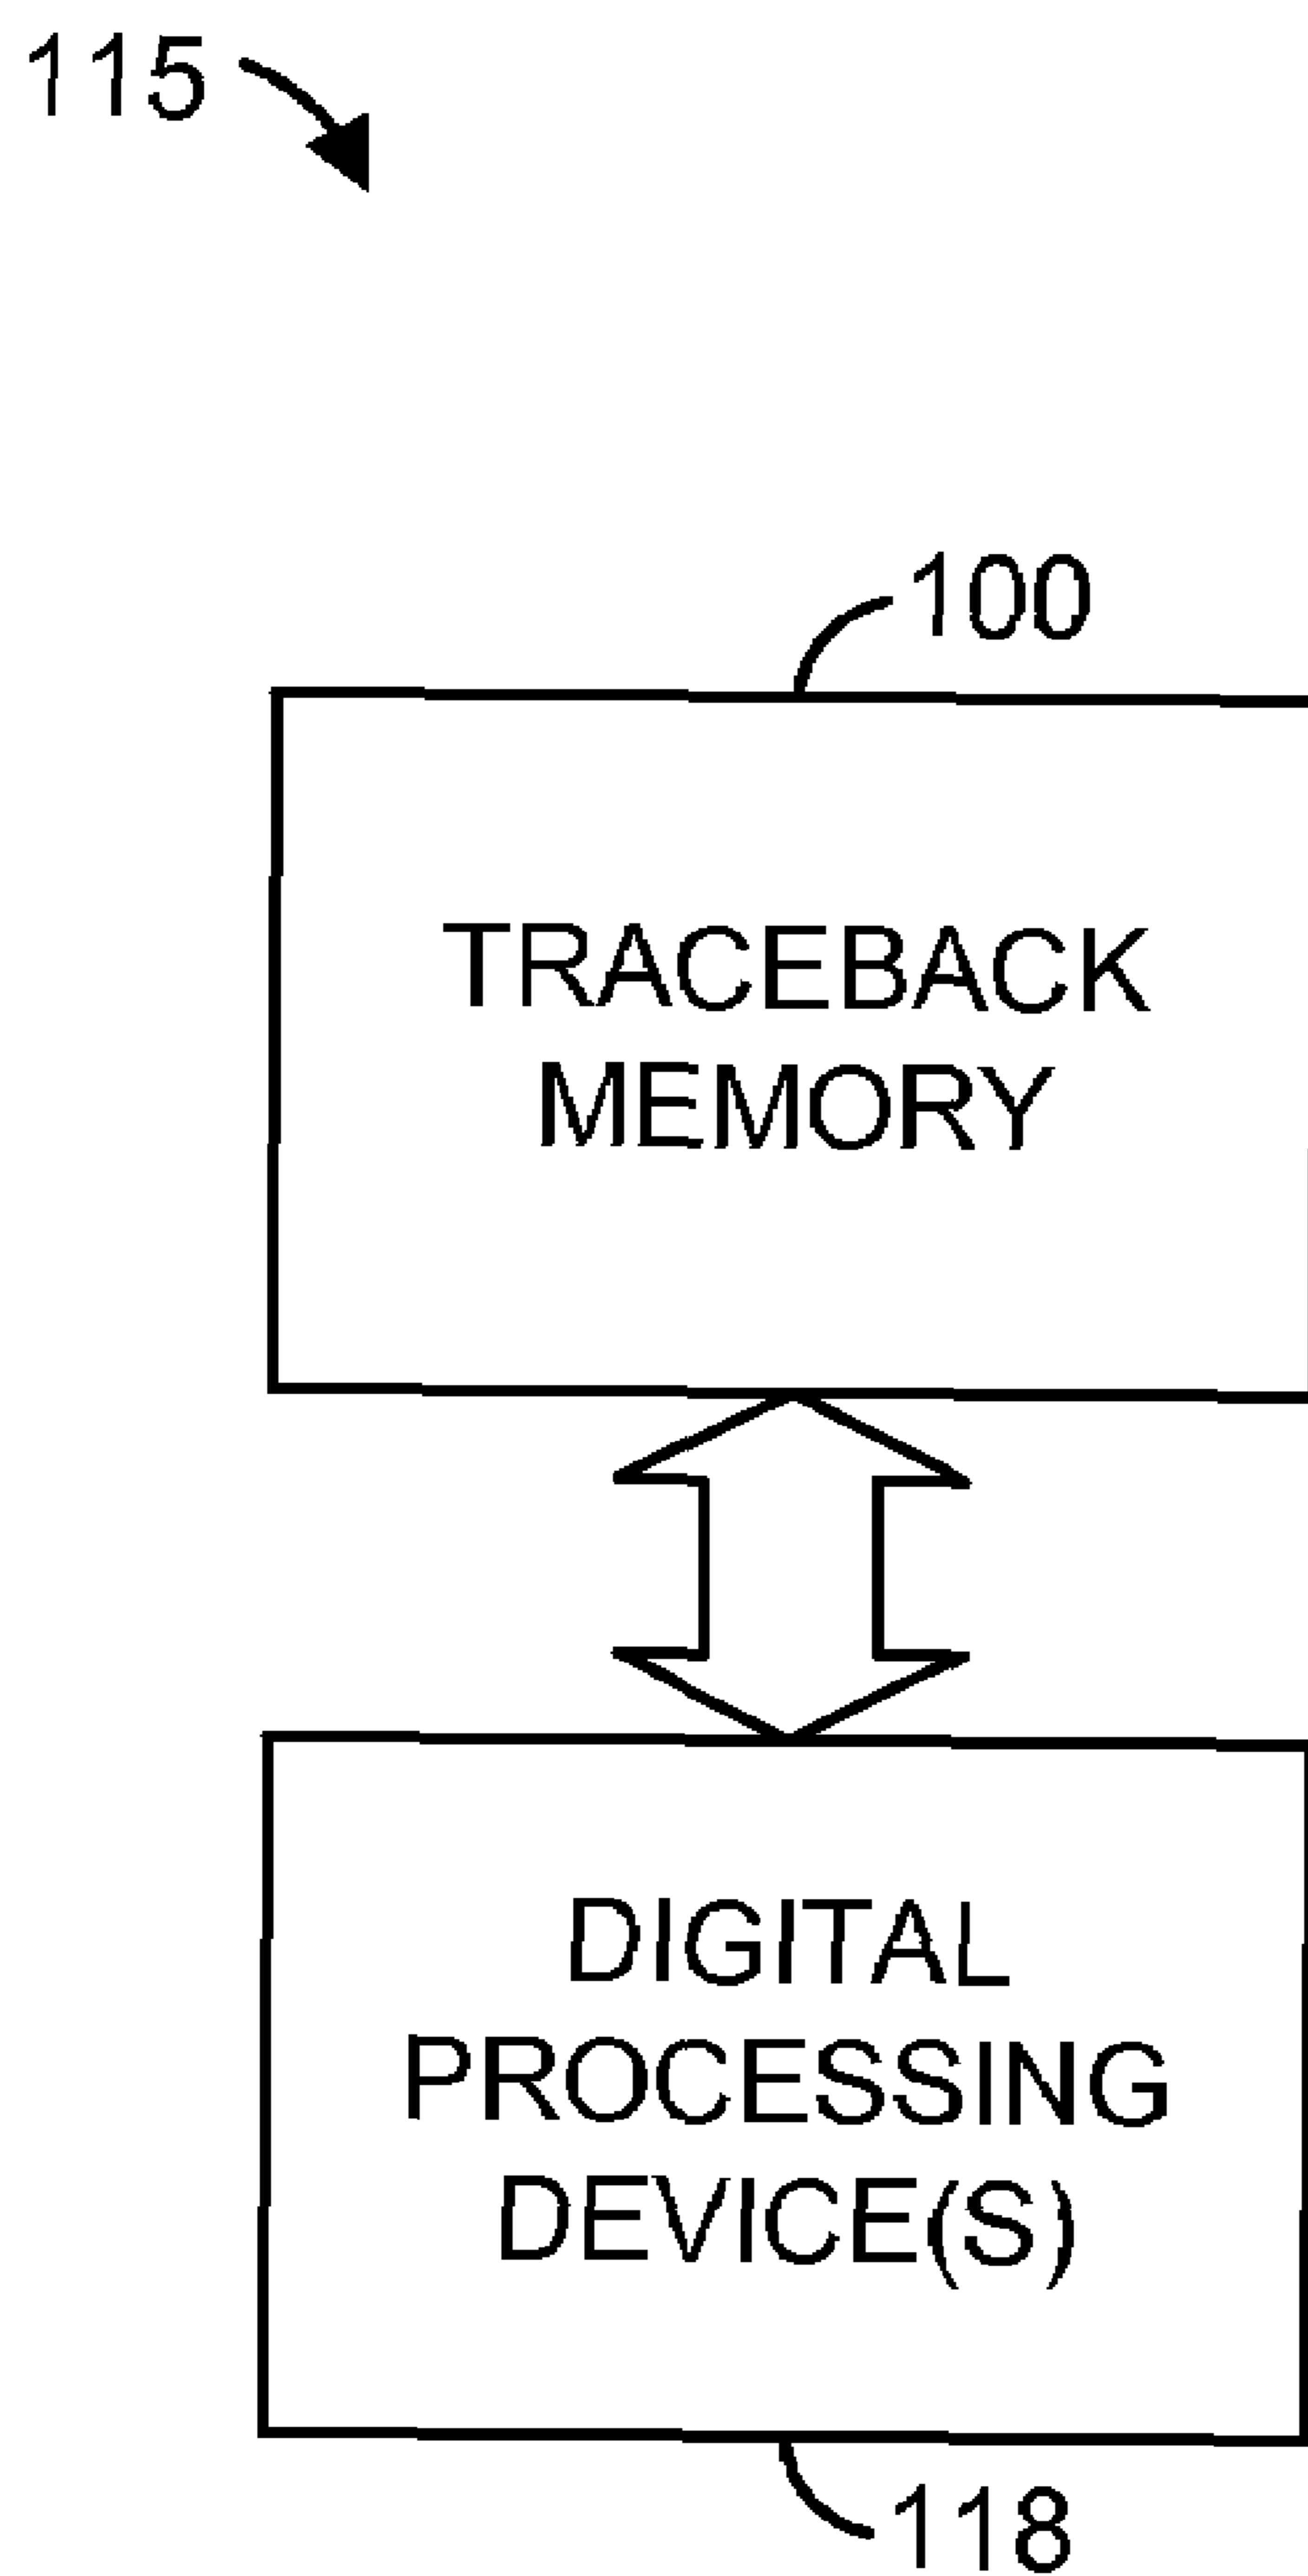 115
100
TRACEBACK
MEMORY
DIGITAL
PROCESSING
DEVICE(S)
118